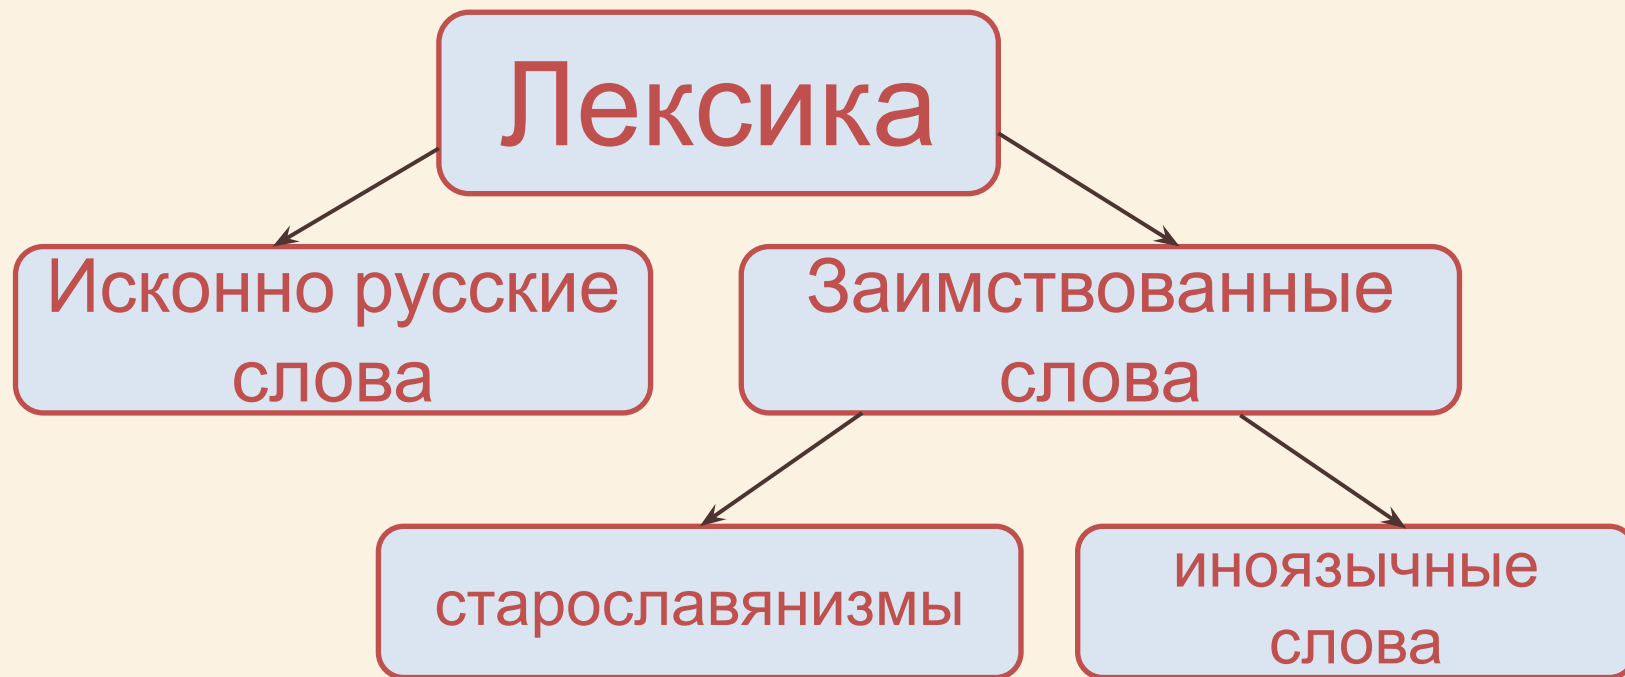 Лексика
Исконно русские
слова
Заимствованные
слова
старославянизмы
иноязычные
слова